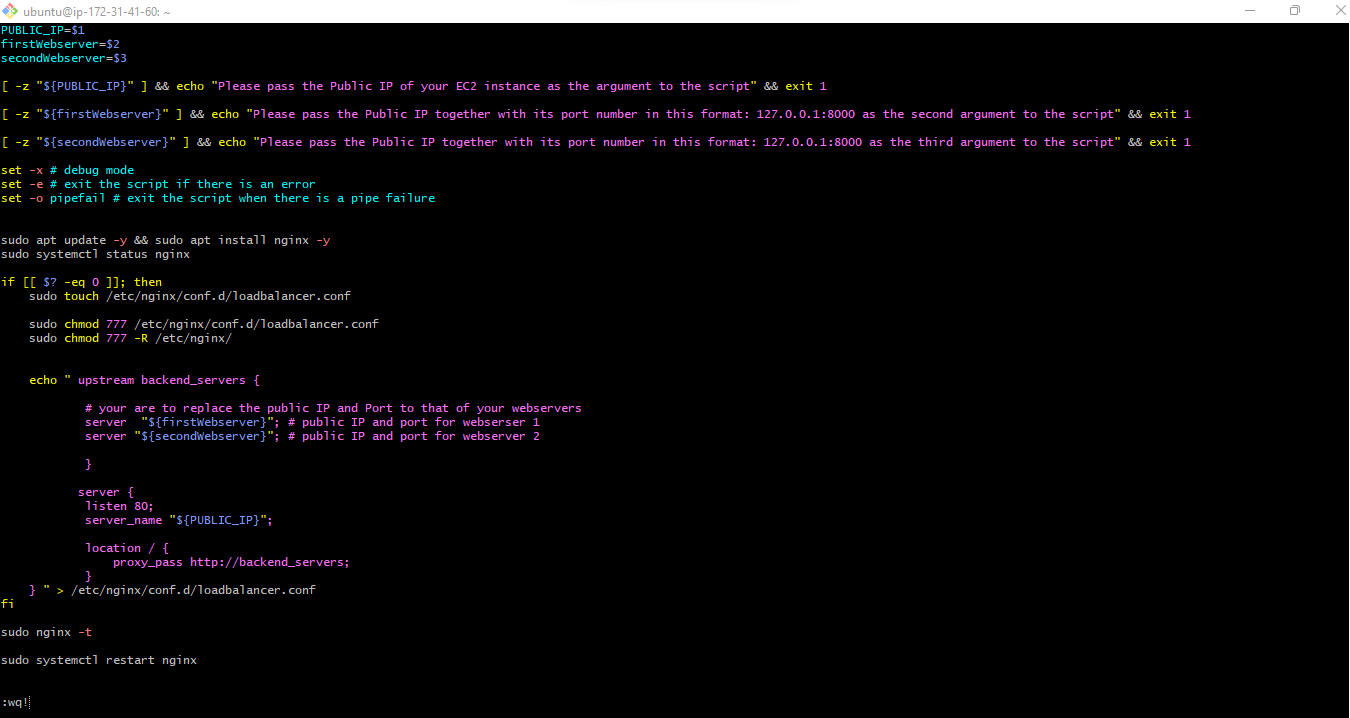 ubuntu@ip-172-31-41-60: ~
PUBLIC_IP=$1
firstWebserver=$2
secondWebserver=$3
[ -z "${PUBLIC_IP}" ] && echo "Please pass the Public IP of your EC2 instance as the argument to the script" && exit 1
[ -z "${firstWebserver}" ] && echo "Please pass the Public IP together with its port number in this format: 127.0.0.1:8000 as the second argument to the script" && exit 1
[ -z "${secondWebserver}" ] && echo "Please pass the Public IP together with its port number in this format: 127.0.0.1:8000 as the third argument to the script" && exit 1
set -x # debug mode
set -e # exit the script if there is an error
set -o pipefail # exit the script when there is a pipe failure
sudo apt update -y && sudo apt install nginx -y
sudo systemctl status nginx
if [[ $? -eq 0 ]]; then
    sudo touch /etc/nginx/conf.d/loadbalancer.conf
    sudo chmod 777 /etc/nginx/conf.d/loadbalancer.conf
    sudo chmod 777 -R /etc/nginx/
    echo " upstream backend_servers {
            # your are to replace the public IP and Port to that of your webservers
            server  "${firstWebserver}"; # public IP and port for webserser 1
            server "${secondWebserver}"; # public IP and port for webserver 2
            }
           server {
            listen 80;
            server_name "${PUBLIC_IP}";
            location / {
                proxy_pass http://backend_servers;
            }
    } " > /etc/nginx/conf.d/loadbalancer.conf
fi
sudo nginx -t
sudo systemctl restart nginx
:wq!